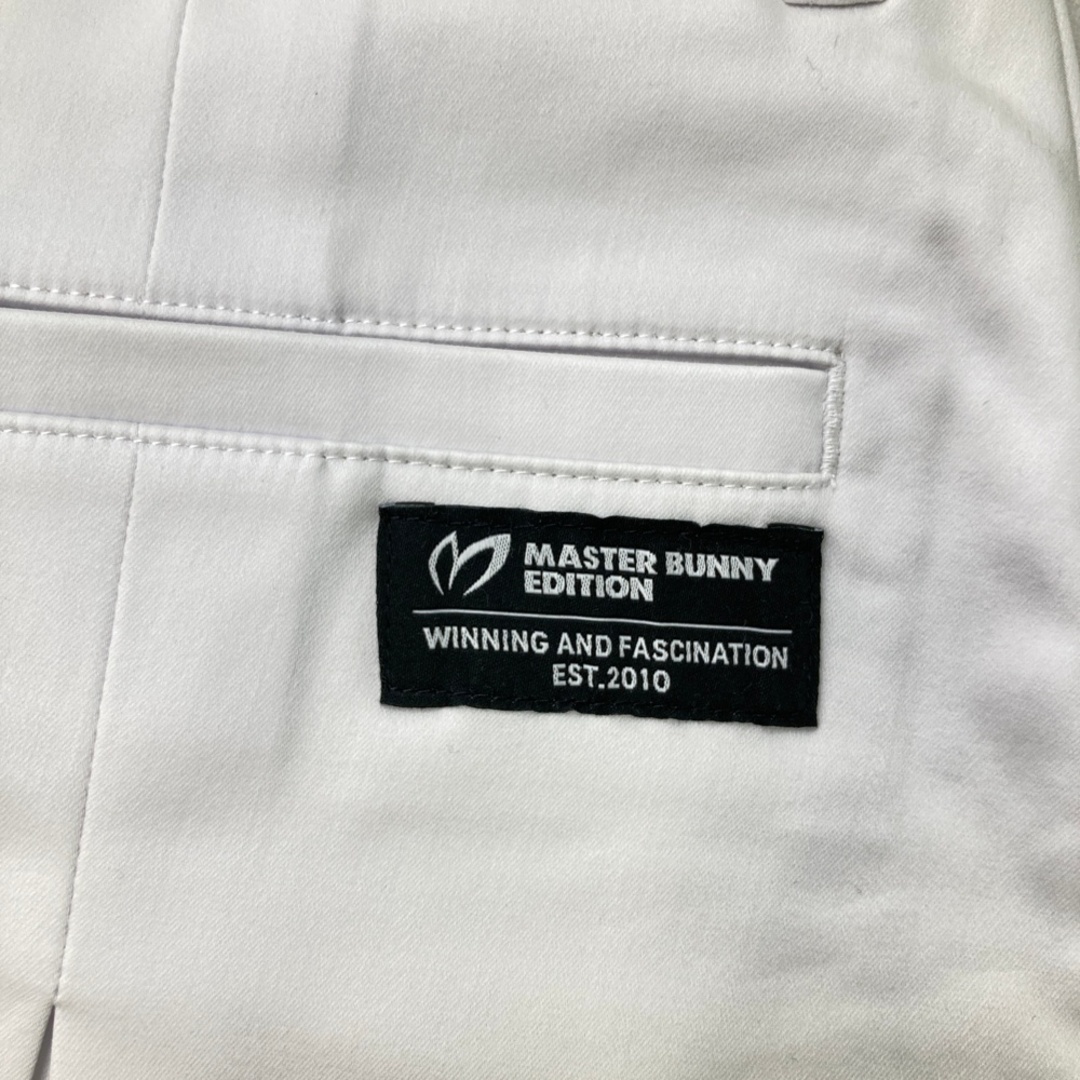 MASTER BUNNY
EDITION
WINNING AND FASCINATION
EST.2010